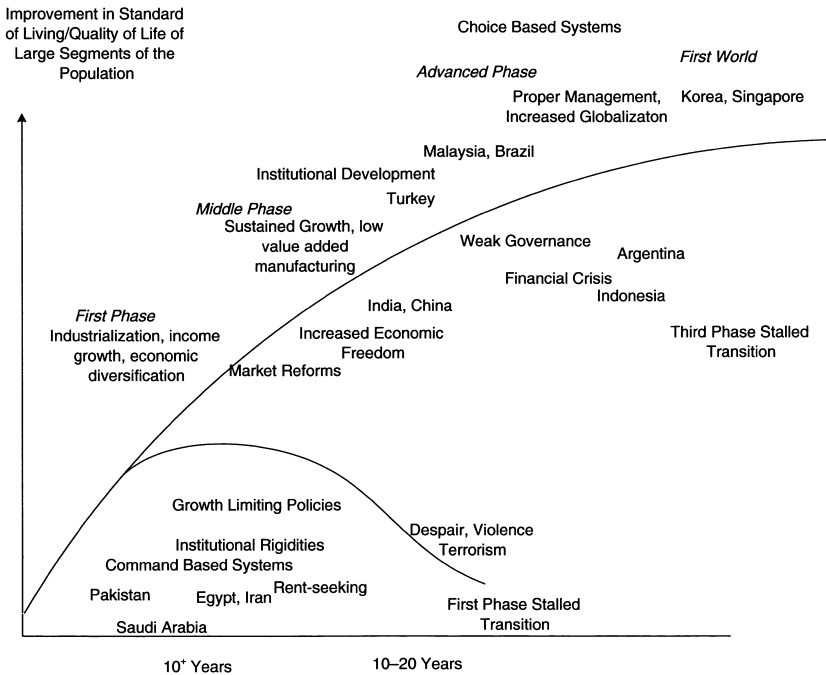 Improvement in Standard
of Living/Quality of Life of
Large Segments of the
Population
Choice Based Systems
First World
Advanced Phase
Proper Management,
Increased Globalizaton
Korea, Singapore
Malaysia, Brazil
Institutional Development
Turkey
Middle Phase
Sustained Growth, low
value added
manufacturing
Weak Governance
Argentina
Financial Crisis
Indonesia
India, China
First Phase
Industrialization, income
growth, economic
diversification
Increased Economic
Freedom
Third Phase Stalled
Transition
Market Reforms
Growth Limiting Policies
Despair, Violence
Terrorism
Institutional Rigidities
Command Based Systems
Rent-seeking
Pakistan
Egypt, Iran
First Phase Stalled
Transition
Saudi Arabia
10+ Years
10–20 Years